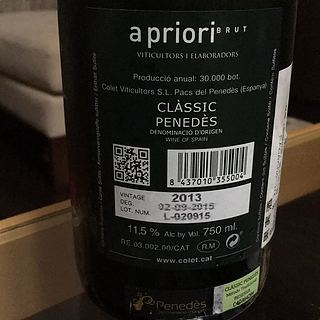 a priori BRUT
VITICULTORS I ELABORADORS
Producció anual: 30.000 bot.
Colet Viticultors S.L. Pacs del Penedès (Espanya)
CLÀSSIC
PENEDÈS
DENOMINACIÓ D'ORIGEN
WINE OF SPAIN
8 437010 355004
VINTAGE 2013
DEG. 02-09-2015
LOT. NUM. L-020915
11,5 % Alc by Vol. 750 ml.
RE.03.002.00/CAT R.M
www.colet.cat
CLÀSSIC PENEDÈS
Penedès